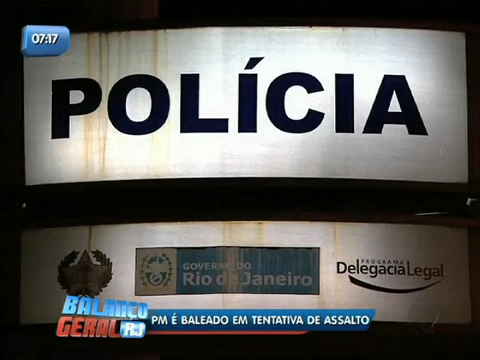 07:17
POLÍCIA
GOVERNO DO
Rio de Janeiro
PROGRAMA
Delegacia Legal
BALANÇO
GERAL RJ
PM É BALEADO EM TENTATIVA DE ASSALTO